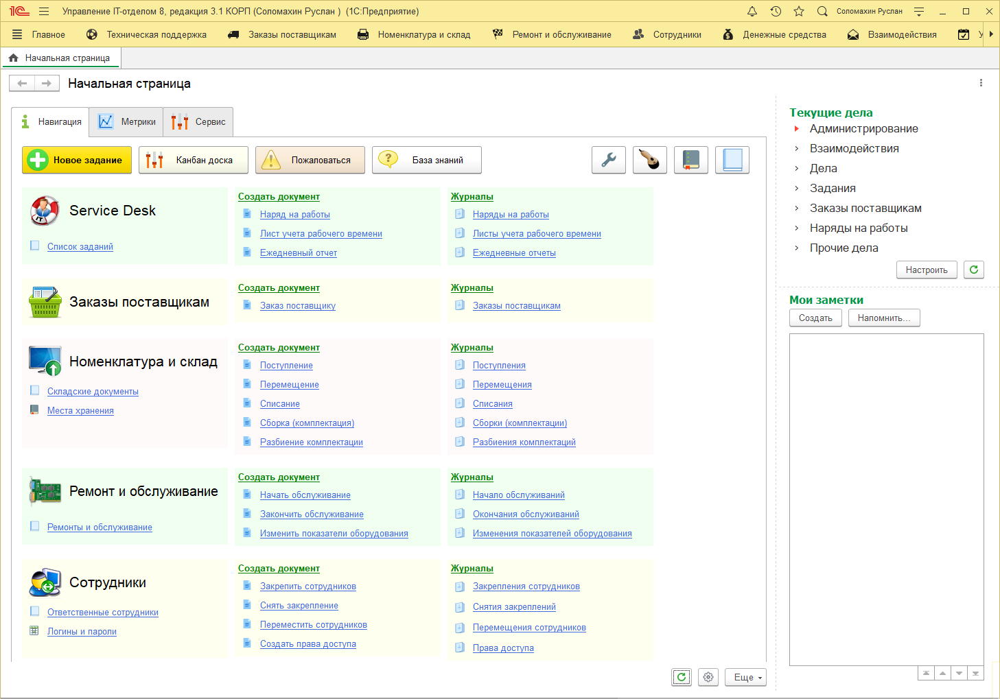 1С Управление IT-отделом 8, редакция 3.1 КОРП (Соломахин Руслан ) (1С:Предприятие) Соломахин Руслан
Главное Техническая поддержка Заказы поставщикам Номенклатура и склад Ремонт и обслуживание Сотрудники Денежные средства Взаимодействия
Начальная страница
Начальная страница
Навигация Метрики Сервис
Новое задание Канбан доска Пожаловаться База знаний
Service Desk
Список заданий
Создать документ
Наряд на работы
Лист учета рабочего времени
Ежедневный отчет
Журналы
Наряды на работы
Листы учета рабочего времени
Ежедневные отчеты
Заказы поставщикам
Создать документ
Заказ поставщику
Журналы
Заказы поставщикам
Номенклатура и склад
Складские документы
Места хранения
Создать документ
Поступление
Перемещение
Списание
Сборка (комплектация)
Разбиение комплектации
Журналы
Поступления
Перемещения
Списания
Сборки (комплектации)
Разбиения комплектаций
Ремонт и обслуживание
Ремонты и обслуживание
Создать документ
Начать обслуживание
Закончить обслуживание
Изменить показатели оборудования
Журналы
Начало обслуживаний
Окончания обслуживаний
Изменения показателей оборудования
Сотрудники
Ответственные сотрудники
Логины и пароли
Создать документ
Закрепить сотрудников
Снять закрепление
Переместить сотрудников
Создать права доступа
Журналы
Закрепления сотрудников
Снятия закреплений
Перемещения сотрудников
Права доступа
Еще
Текущие дела
Администрирование
Взаимодействия
Дела
Задания
Заказы поставщикам
Наряды на работы
Прочие дела
Настроить
Мои заметки
Создать Напомнить...